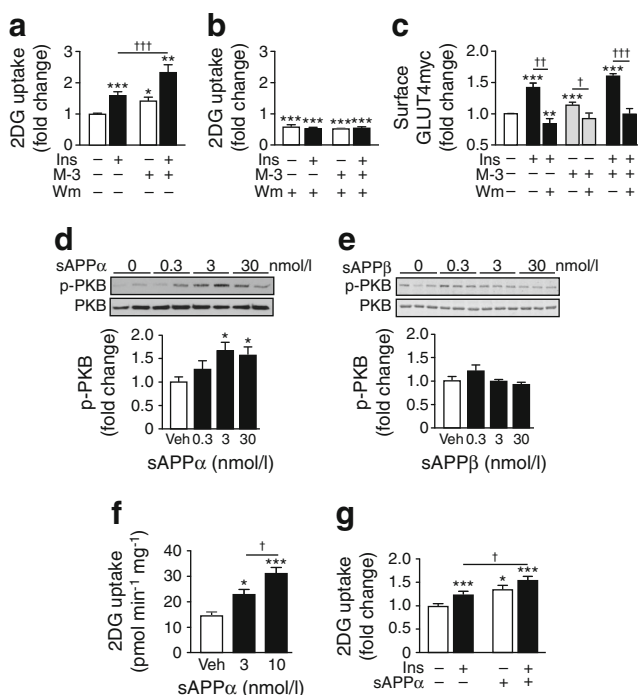 a
2DG uptake
(fold change)
3
2
1
0
***
*
**
†††
Ins – + – +
M-3 – – + +
Wm – – – –
b
2DG uptake
(fold change)
3
2
1
0
*** *** *** ***
Ins – + – +
M-3 – – + +
Wm + + + +
c
Surface
GLUT4myc
(fold change)
2.0
1.5
1.0
0.5
††
***
**
†
***
†††
***
Ins – + + – – + +
M-3 – – – + + + +
Wm – – + – + – +
d
sAPPα 0 0.3 3 30 nmol/l
p-PKB
PKB
p-PKB
(fold change)
2.0
1.5
1.0
0.5
0
* *
Veh 0.3 3 30
sAPPα (nmol/l)
e
sAPPβ 0 0.3 3 30 nmol/l
p-PKB
PKB
p-PKB
(fold change)
2.0
1.5
1.0
0.5
0
Veh 0.3 3 30
sAPPβ (nmol/l)
f
2DG uptake
(pmol min⁻¹ mg⁻¹)
40
30
20
10
0
†
* ***
Veh 3 10
sAPPα (nmol/l)
g
2DG uptake
(fold change)
2.0
1.5
1.0
0.5
0
†
*** * ***
Ins – + – +
sAPPα – – + +